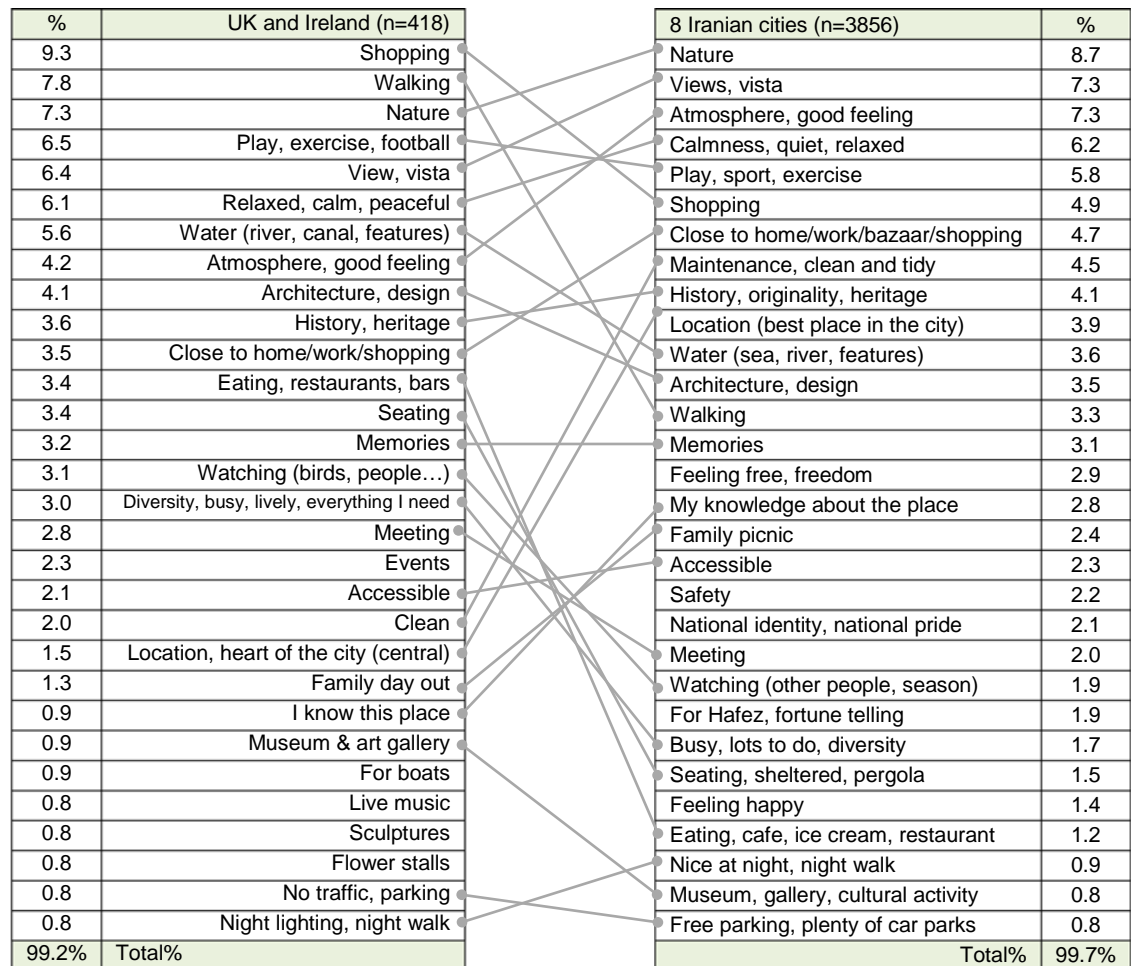 % UK and Ireland (n=418) 8 Iranian cities (n=3856) %
9.3 Shopping Nature 8.7
7.8 Walking Views, vista 7.3
7.3 Nature Atmosphere, good feeling 7.3
6.5 Play, exercise, football Calmness, quiet, relaxed 6.2
6.4 View, vista Play, sport, exercise 5.8
6.1 Relaxed, calm, peaceful Shopping 4.9
5.6 Water (river, canal, features) Close to home/work/bazaar/shopping 4.7
4.2 Atmosphere, good feeling Maintenance, clean and tidy 4.5
4.1 Architecture, design History, originality, heritage 4.1
3.6 History, heritage Location (best place in the city) 3.9
3.5 Close to home/work/shopping Water (sea, river, features) 3.6
3.4 Eating, restaurants, bars Architecture, design 3.5
3.4 Seating Walking 3.3
3.2 Memories Memories 3.1
3.1 Watching (birds, people…) Feeling free, freedom 2.9
3.0 Diversity, busy, lively, everything I need My knowledge about the place 2.8
2.8 Meeting Family picnic 2.4
2.3 Events Accessible 2.3
2.1 Accessible Safety 2.2
2.0 Clean National identity, national pride 2.1
1.5 Location, heart of the city (central) Meeting 2.0
1.3 Family day out Watching (other people, season) 1.9
0.9 I know this place For Hafez, fortune telling 1.9
0.9 Museum & art gallery Busy, lots to do, diversity 1.7
0.9 For boats Seating, sheltered, pergola 1.5
0.8 Live music Feeling happy 1.4
0.8 Sculptures Eating, cafe, ice cream, restaurant 1.2
0.8 Flower stalls Nice at night, night walk 0.9
0.8 No traffic, parking Museum, gallery, cultural activity 0.8
0.8 Night lighting, night walk Free parking, plenty of car parks 0.8
99.2% Total% Total% 99.7%